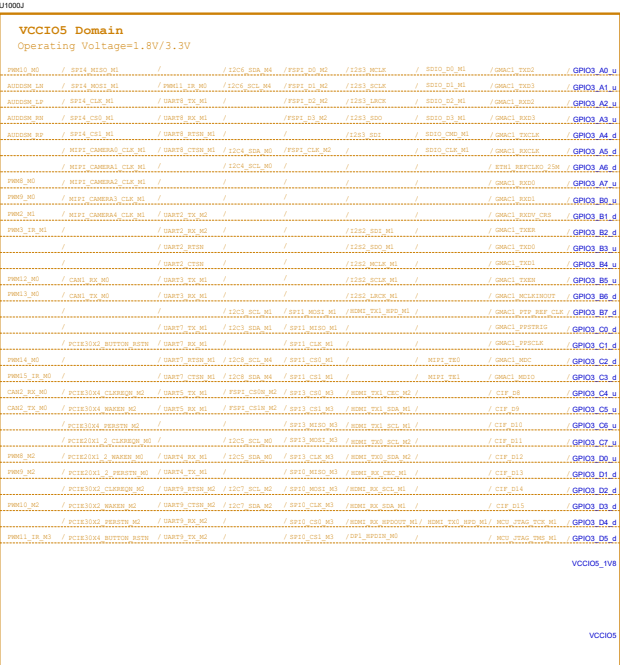 U1000J
VCCIO5 Domain
Operating Voltage=1.8V/3.3V
PWM10_M0 / SPI4_MISO_M1 / / I2C6_SDA_M4 / FSPI_D0_M2 / I2S3_MCLK / SDIO_D0_M1 / GMAC1_TXD2 / GPIO3_A0_u
AUDDSM_LN / SPI4_MOSI_M1 / PWM11_IR_M0 / I2C6_SCL_M4 / FSPI_D1_M2 / I2S3_SCLK / SDIO_D1_M1 / GMAC1_TXD3 / GPIO3_A1_u
AUDDSM_LP / SPI4_CLK_M1 / UART8_TX_M1 / / FSPI_D2_M2 / I2S3_LRCK / SDIO_D2_M1 / GMAC1_RXD2 / GPIO3_A2_u
AUDDSM_RN / SPI4_CS0_M1 / UART8_RX_M1 / / FSPI_D3_M2 / I2S3_SDO / SDIO_D3_M1 / GMAC1_RXD3 / GPIO3_A3_u
AUDDSM_RP / SPI4_CS1_M1 / UART8_RTSN_M1 / / / I2S3_SDI / SDIO_CMD_M1 / GMAC1_TXCLK / GPIO3_A4_d
/ MIPI_CAMERA0_CLK_M1 / UART8_CTSN_M1 / I2C4_SDA_M0 / FSPI_CLK_M2 / / SDIO_CLK_M1 / GMAC1_RXCLK / GPIO3_A5_d
/ MIPI_CAMERA1_CLK_M1 / / I2C4_SCL_M0 / / / / ETH1_REFCLKO_25M / GPIO3_A6_d
PWM8_M0 / MIPI_CAMERA2_CLK_M1 / / / / / / GMAC1_RXD0 / GPIO3_A7_u
PWM9_M0 / MIPI_CAMERA3_CLK_M1 / / / / / / GMAC1_RXD1 / GPIO3_B0_u
PWM2_M1 / MIPI_CAMERA4_CLK_M1 / UART2_TX_M2 / / / / / GMAC1_RXDV_CRS / GPIO3_B1_d
PWM3_IR_M1 / / UART2_RX_M2 / / / I2S2_SDI_M1 / / GMAC1_TXER / GPIO3_B2_d
/ / UART2_RTSN / / / I2S2_SDO_M1 / / GMAC1_TXD0 / GPIO3_B3_u
/ / UART2_CTSN / / / I2S2_MCLK_M1 / / GMAC1_TXD1 / GPIO3_B4_u
PWM12_M0 / CAN1_RX_M0 / UART3_TX_M1 / / / I2S2_SCLK_M1 / / GMAC1_TXEN / GPIO3_B5_u
PWM13_M0 / CAN1_TX_M0 / UART3_RX_M1 / / / I2S2_LRCK_M1 / / GMAC1_MCLKINOUT / GPIO3_B6_d
/ / / I2C3_SCL_M1 / SPI1_MOSI_M1 / HDMI_TX1_HPD_M1 / / GMAC1_PTP_REF_CLK / GPIO3_B7_d
/ / UART7_TX_M1 / I2C3_SDA_M1 / SPI1_MISO_M1 / / / GMAC1_PPSTRIG / GPIO3_C0_d
/ PCIE30X2_BUTTON_RSTN / UART7_RX_M1 / / SPI1_CLK_M1 / / / GMAC1_PPSCLK / GPIO3_C1_d
PWM14_M0 / / UART7_RTSN_M1 / I2C8_SCL_M4 / SPI1_CS0_M1 / / MIPI_TE0 / GMAC1_MDC / GPIO3_C2_d
PWM15_IR_M0 / / UART7_CTSN_M1 / I2C8_SDA_M4 / SPI1_CS1_M1 / / MIPI_TE1 / GMAC1_MDIO / GPIO3_C3_d
CAN2_RX_M0 / PCIE30X4_CLKREQN_M2 / UART5_TX_M1 / FSPI_CS0N_M2 / SPI3_CS0_M3 / HDMI_TX1_CEC_M2 / / CIF_D8 / GPIO3_C4_u
CAN2_TX_M0 / PCIE30X4_WAKEN_M2 / UART5_RX_M1 / FSPI_CS1N_M2 / SPI3_CS1_M3 / HDMI_TX1_SDA_M1 / / CIF_D9 / GPIO3_C5_u
/ PCIE30X4_PERSTN_M2 / / / SPI3_MISO_M3 / HDMI_TX1_SCL_M1 / / CIF_D10 / GPIO3_C6_u
/ PCIE20X1_2_CLKREQN_M0 / / I2C5_SCL_M0 / SPI3_MOSI_M3 / HDMI_TX0_SCL_M2 / / CIF_D11 / GPIO3_C7_u
PWM8_M2 / PCIE20X1_2_WAKEN_M0 / UART4_RX_M1 / I2C5_SDA_M0 / SPI3_CLK_M3 / HDMI_TX0_SDA_M2 / / CIF_D12 / GPIO3_D0_u
PWM9_M2 / PCIE20X1_2_PERSTN_M0 / UART4_TX_M1 / / SPI0_MISO_M3 / HDMI_RX_CEC_M1 / / CIF_D13 / GPIO3_D1_d
/ PCIE30X2_CLKREQN_M2 / UART9_RTSN_M2 / I2C7_SCL_M2 / SPI0_MOSI_M3 / HDMI_RX_SCL_M1 / / CIF_D14 / GPIO3_D2_d
PWM10_M2 / PCIE30X2_WAKEN_M2 / UART9_CTSN_M2 / I2C7_SDA_M2 / SPI0_CLK_M3 / HDMI_RX_SDA_M1 / / CIF_D15 / GPIO3_D3_d
/ PCIE30X2_PERSTN_M2 / UART9_RX_M2 / / SPI0_CS0_M3 / HDMI_RX_HPDOUT_M1 / HDMI_TX0_HPD_M1 / MCU_JTAG_TCK_M1 / GPIO3_D4_d
PWM11_IR_M3 / PCIE30X4_BUTTON_RSTN / UART9_TX_M2 / / SPI0_CS1_M3 / DP1_HPDIN_M0 / / MCU_JTAG_TMS_M1 / GPIO3_D5_d
VCCIO5_1V8
VCCIO5